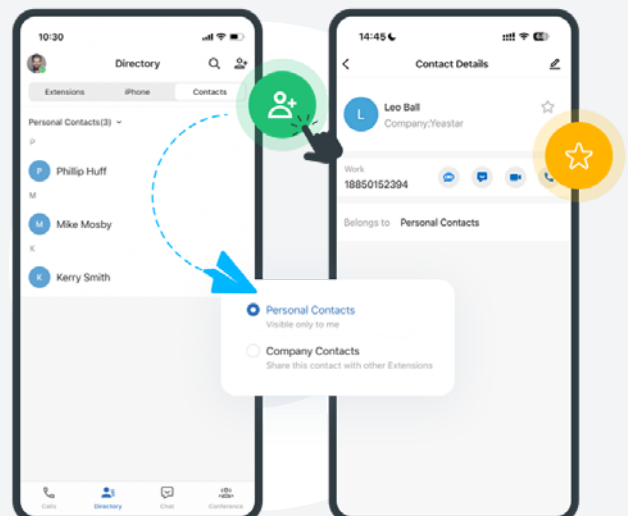 10:30
Directory
Extensions
iPhone
Contacts
Personal Contacts(3)
P
P
Phillip Huff
M
M
Mike Mosby
K
K
Kerry Smith
Calls
Directory
Chat
Conference
14:45
Contact Details
L
Leo Ball
Company:Yeastar
Work
18850152394
Belongs to Personal Contacts
Personal Contacts
Visible only to me
Company Contacts
Share this contact with other Extensions